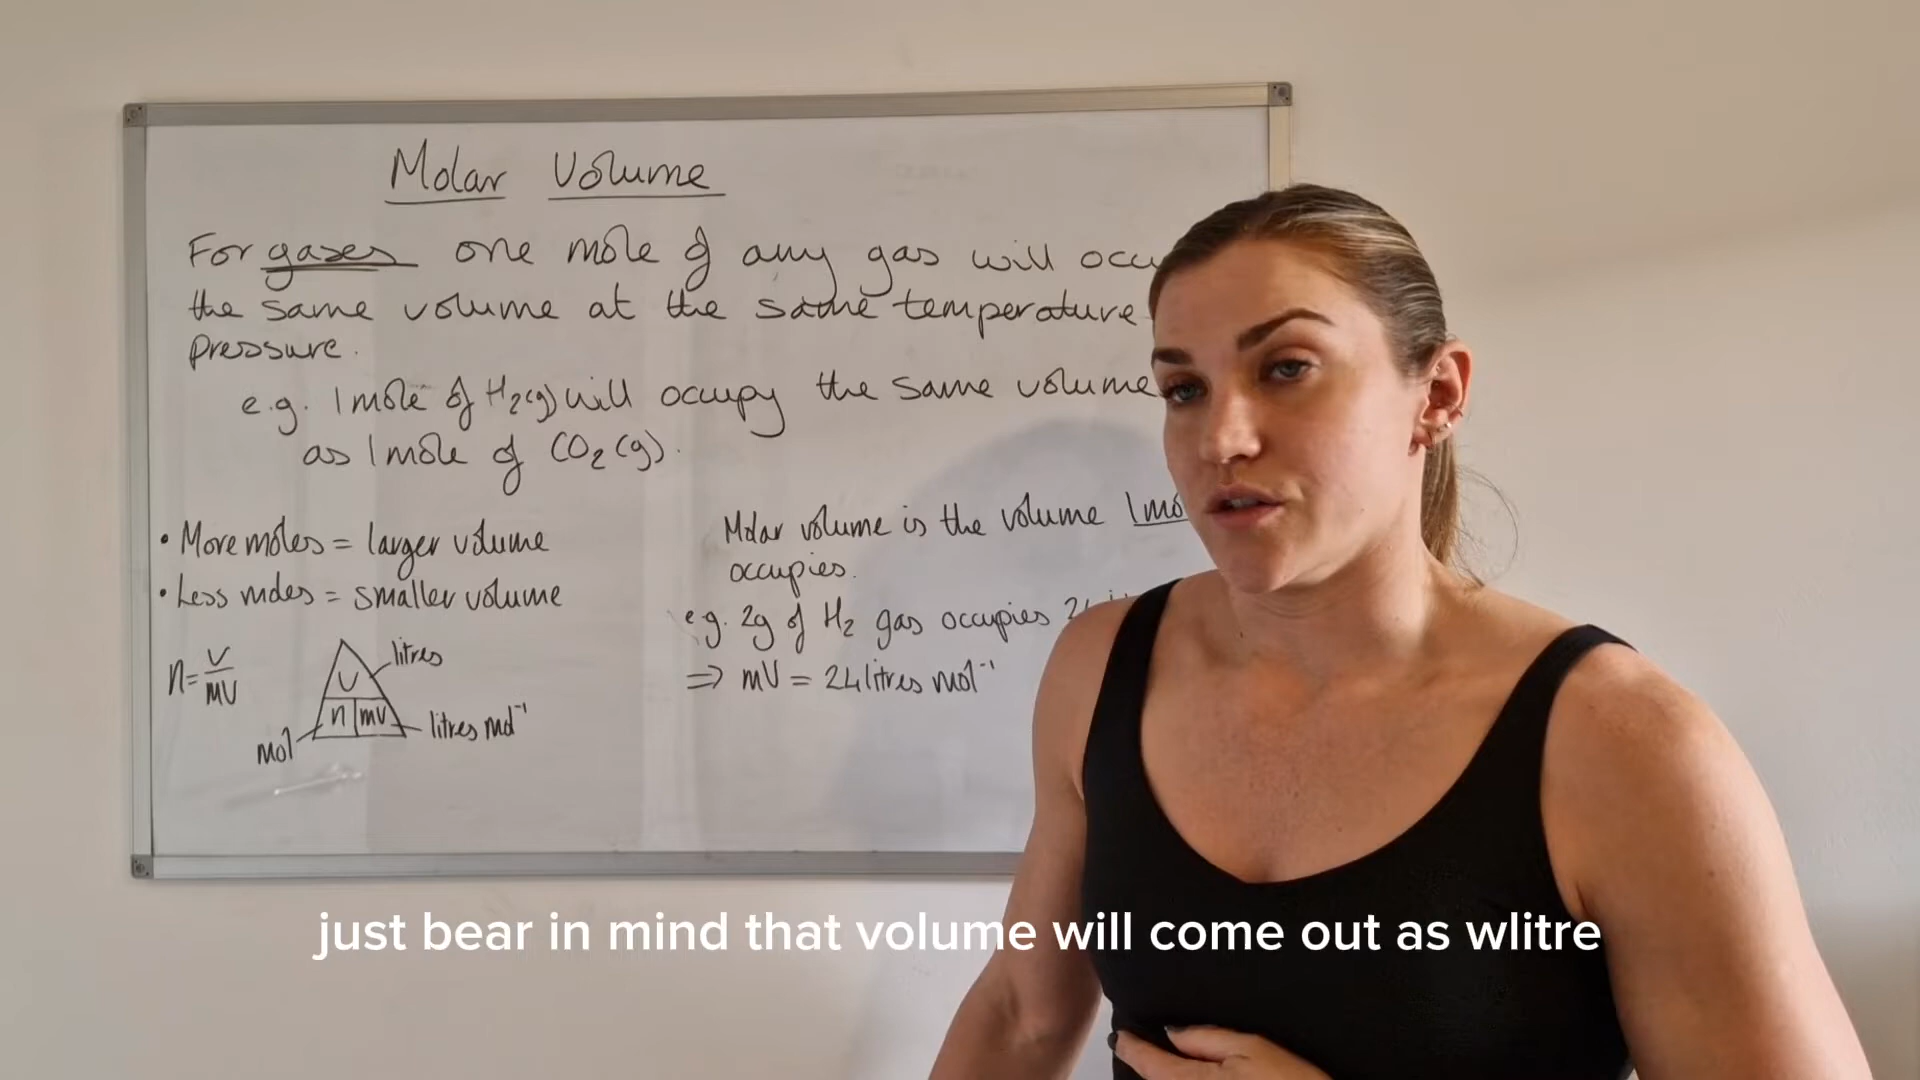 Molar Volume
For gases one mole of any gas will occu
the same volume at the same temperature
pressure.
e.g. 1 mole of H₂(g) will occupy the same volume
as 1 mole of CO₂(g).
• More moles = larger volume
• Less moles = smaller volume
n = V/MV
litres
V
n mV
mol
litres mol⁻¹
Molar volume is the volume 1 mo
occupies.
e.g. 2g of H₂ gas occupies
⇒ mV = 24 litres mol⁻¹
just bear in mind that volume will come out as wlitre